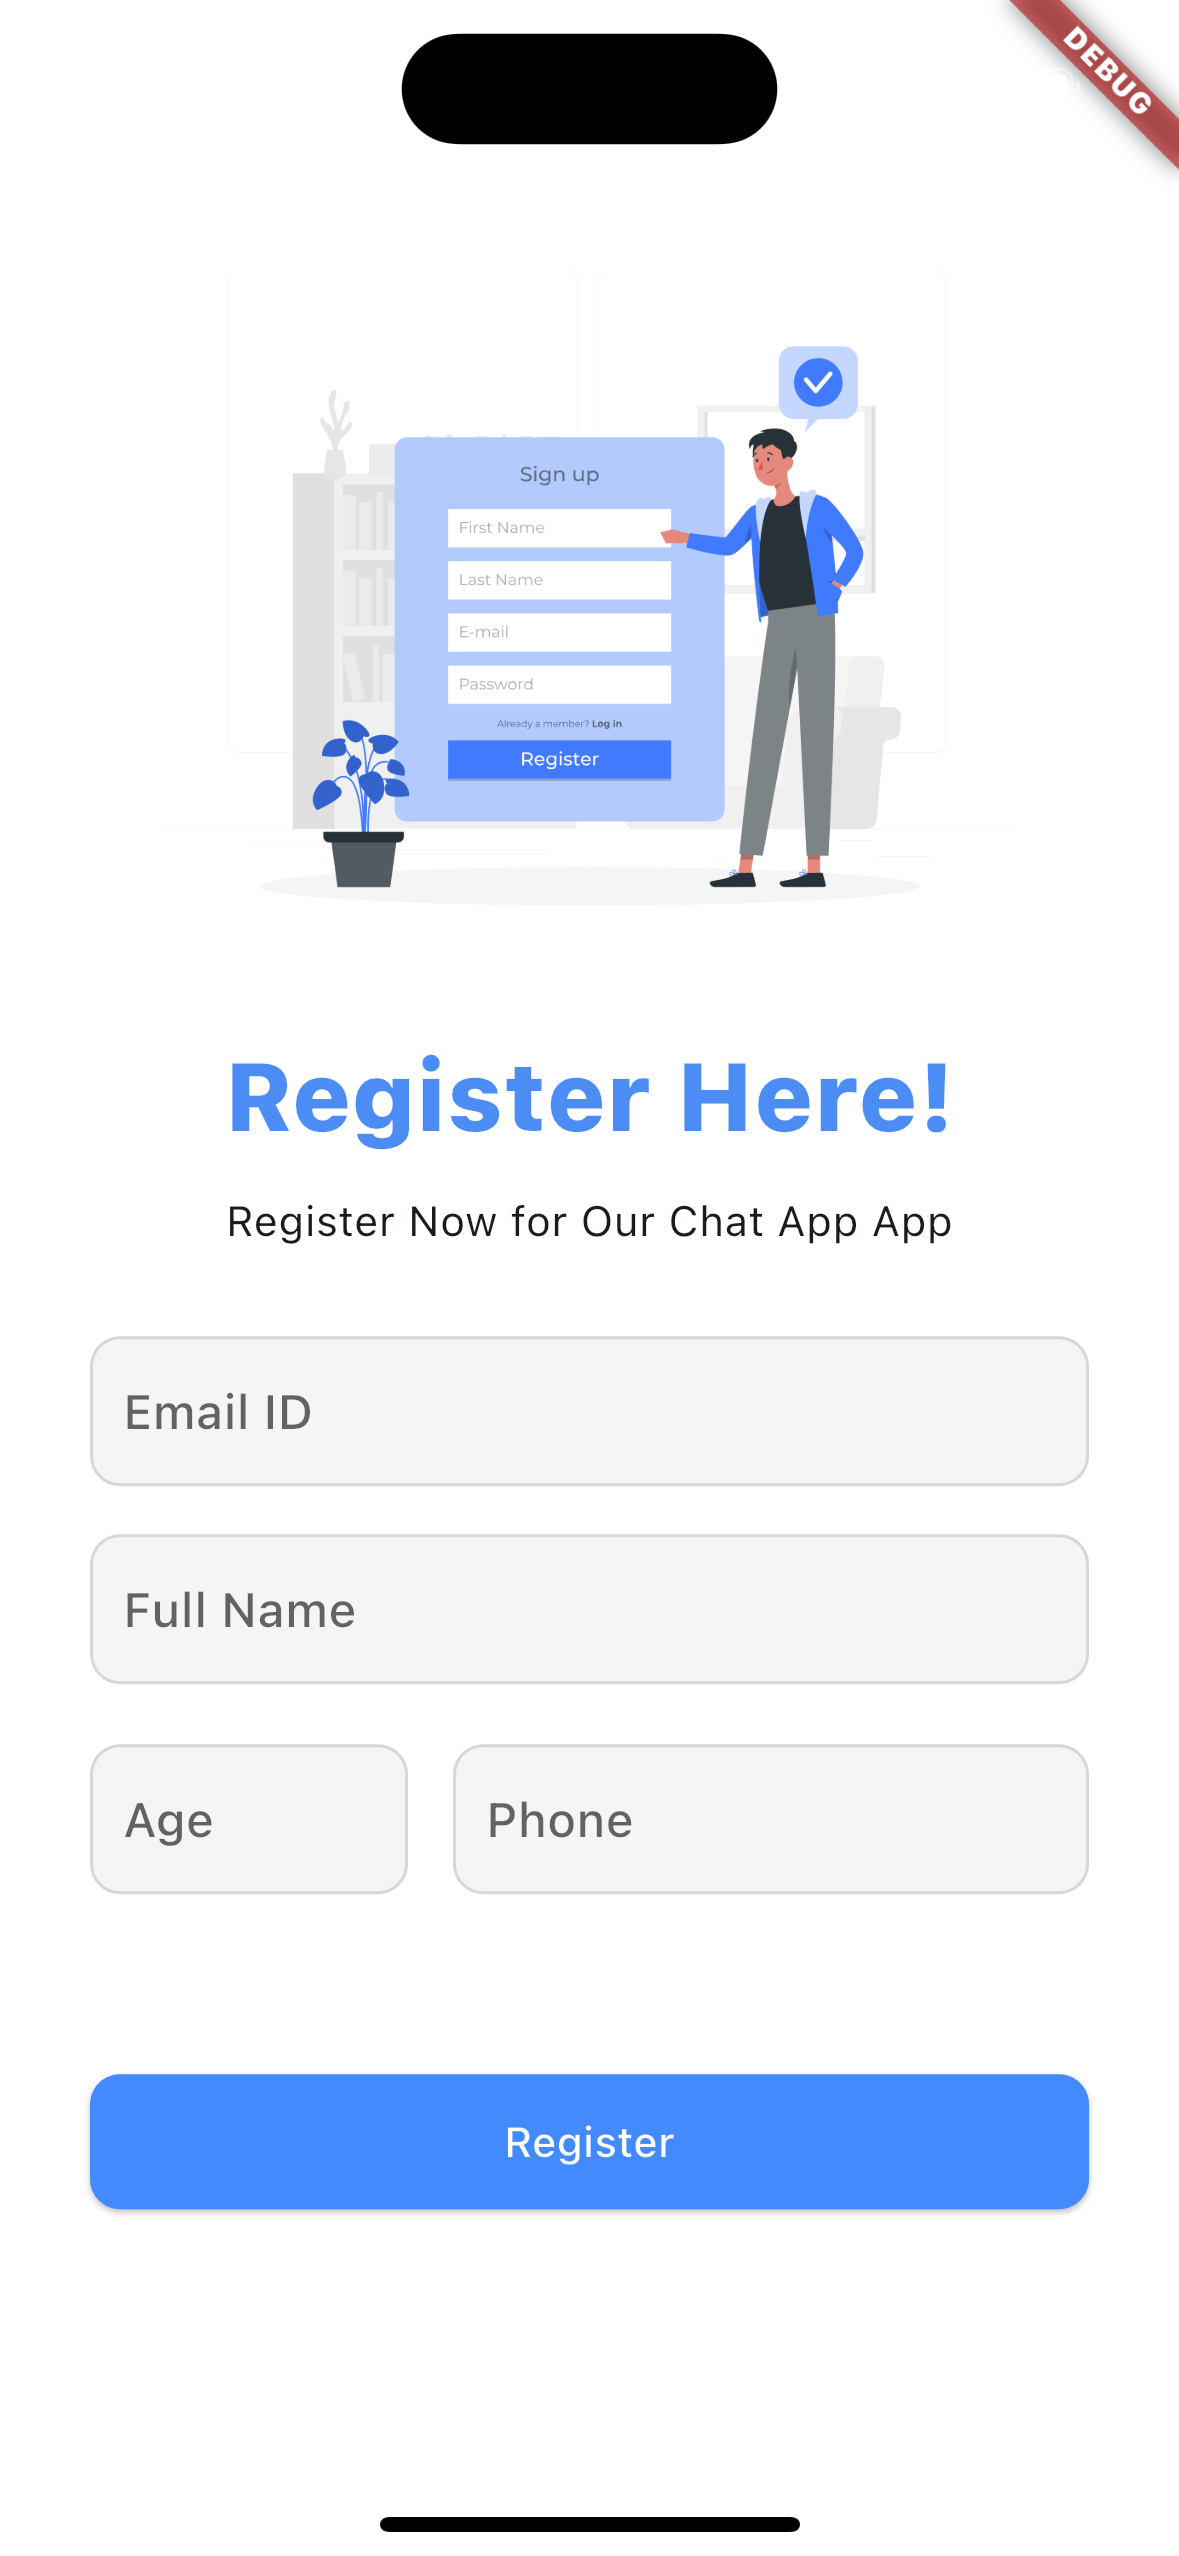 DEBUG
Sign up
First Name
Last Name
E-mail
Password
Already a member? Log in
Register
Register Here!
Register Now for Our Chat App App
Email ID
Full Name
Age Phone
Register